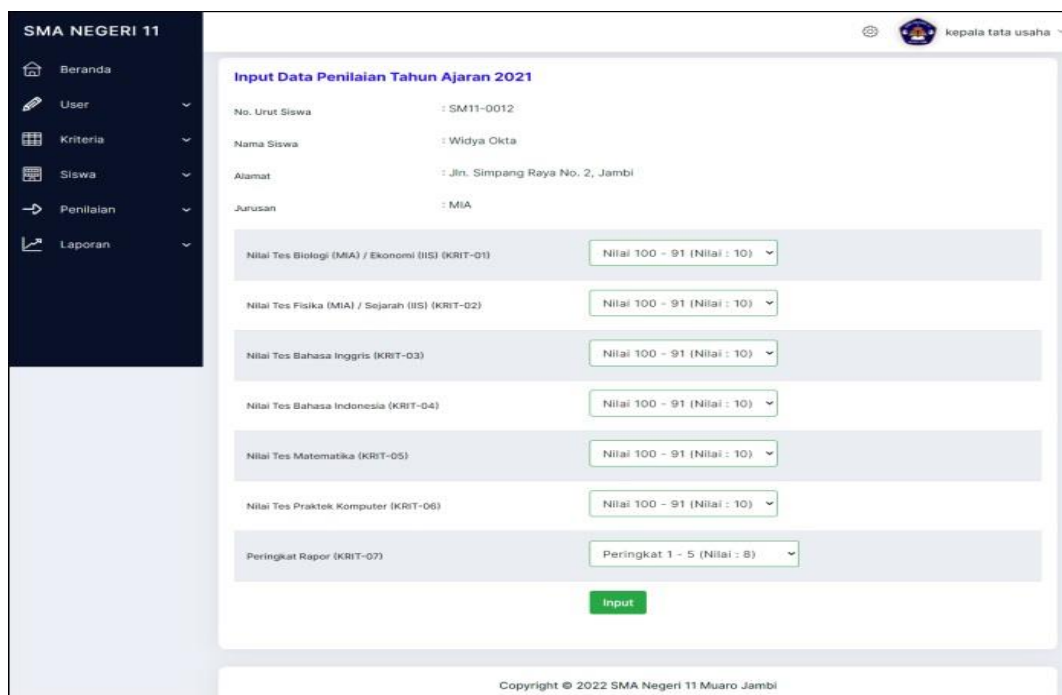 SMA NEGERI 11
kepala tata usaha
Beranda
User
Kriteria
Siswa
Penilaian
Laporan
Input Data Penilaian Tahun Ajaran 2021
No. Urut Siswa : SM11-0012
Nama Siswa : Widya Okta
Alamat : Jln. Simpang Raya No. 2, Jambi
Jurusan : MIA
Nilai Tes Biologi (MIA) / Ekonomi (IIS) (KRIT-01) Nilai 100 - 91 (Nilai : 10)
Nilai Tes Fisika (MIA) / Sejarah (IIS) (KRIT-02) Nilai 100 - 91 (Nilai : 10)
Nilai Tes Bahasa Inggris (KRIT-03) Nilai 100 - 91 (Nilai : 10)
Nilai Tes Bahasa Indonesia (KRIT-04) Nilai 100 - 91 (Nilai : 10)
Nilai Tes Matematika (KRIT-05) Nilai 100 - 91 (Nilai : 10)
Nilai Tes Praktek Komputer (KRIT-06) Nilai 100 - 91 (Nilai : 10)
Peringkat Rapor (KRIT-07) Peringkat 1 - 5 (Nilai : 8)
Input
Copyright © 2022 SMA Negeri 11 Muaro Jambi